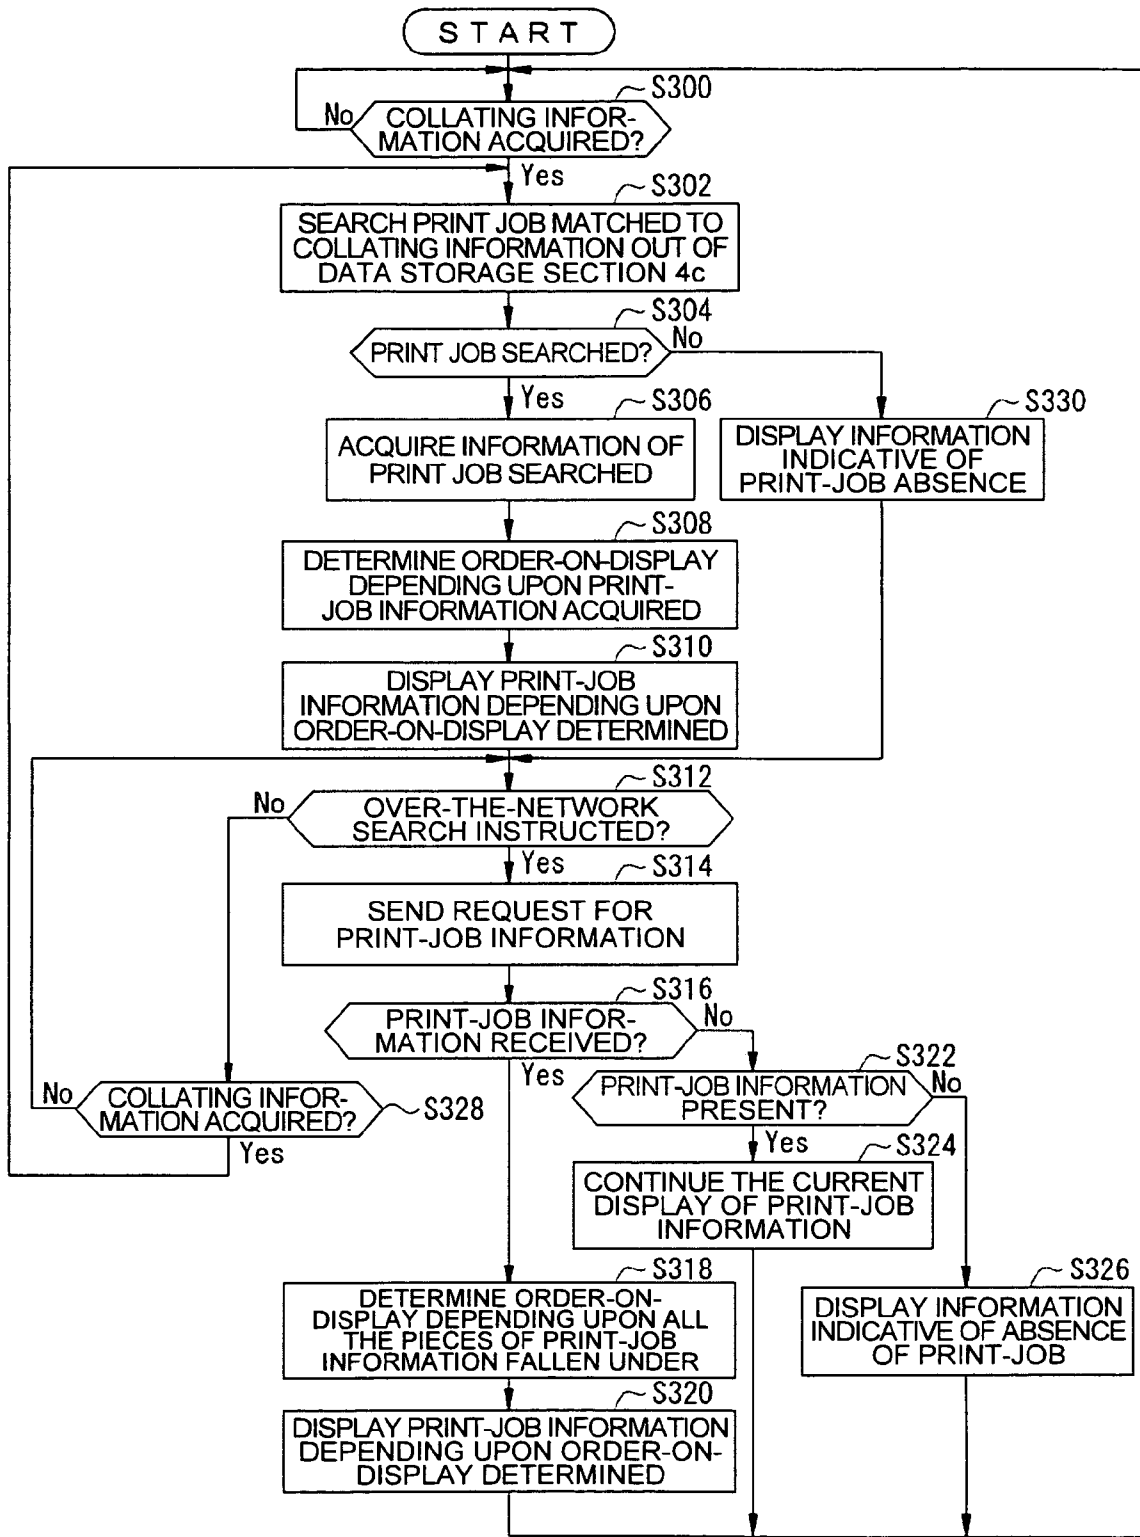 START
S300
No
COLLATING INFOR-
MATION ACQUIRED?
Yes
S302
SEARCH PRINT JOB MATCHED TO
COLLATING INFORMATION OUT OF
DATA STORAGE SECTION 4c
S304
PRINT JOB SEARCHED?
No
Yes
S306
ACQUIRE INFORMATION OF
PRINT JOB SEARCHED
S330
DISPLAY INFORMATION
INDICATIVE OF
PRINT-JOB ABSENCE
S308
DETERMINE ORDER-ON-DISPLAY
DEPENDING UPON PRINT-
JOB INFORMATION ACQUIRED
S310
DISPLAY PRINT-JOB
INFORMATION DEPENDING UPON
ORDER-ON-DISPLAY DETERMINED
S312
No
OVER-THE-NETWORK
SEARCH INSTRUCTED?
Yes
S314
SEND REQUEST FOR
PRINT-JOB INFORMATION
S316
PRINT-JOB INFOR-
MATION RECEIVED?
No
Yes
S322
PRINT-JOB INFORMATION
PRESENT?
No
Yes
No
COLLATING INFOR-
MATION ACQUIRED?
S328
Yes
S324
CONTINUE THE CURRENT
DISPLAY OF PRINT-JOB
INFORMATION
S318
DETERMINE ORDER-ON-
DISPLAY DEPENDING UPON ALL
THE PIECES OF PRINT-JOB
INFORMATION FALLEN UNDER
S326
DISPLAY INFORMATION
INDICATIVE OF ABSENCE
OF PRINT-JOB
S320
DISPLAY PRINT-JOB INFORMATION
DEPENDING UPON ORDER-ON-
DISPLAY DETERMINED